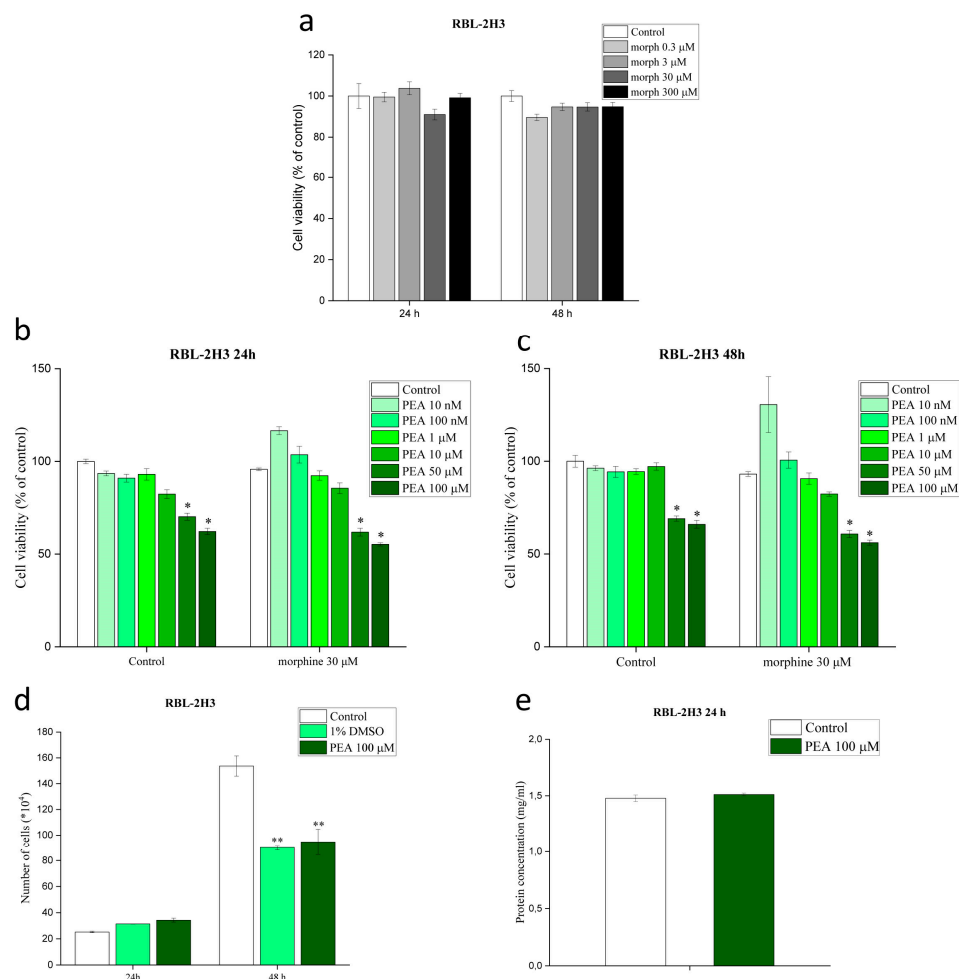 a
RBL-2H3
Control
morph 0.3 μM
morph 3 μM
morph 30 μM
morph 300 μM
120
100
80
60
40
20
0
Cell viability (% of control)
24 h
48 h
b
RBL-2H3 24h
Control
PEA 10 nM
PEA 100 nM
PEA 1 μM
PEA 10 μM
PEA 50 μM
PEA 100 μM
150
100
50
0
Cell viability (% of control)
* *
* *
Control
morphine 30 μM
c
RBL-2H3 48h
Control
PEA 10 nM
PEA 100 nM
PEA 1 μM
PEA 10 μM
PEA 50 μM
PEA 100 μM
150
100
50
0
Cell viability (% of control)
* *
* *
Control
morphine 30 μM
d
RBL-2H3
Control
1% DMSO
PEA 100 μM
180
160
140
120
100
80
60
40
20
0
Number of cells (*10⁴)
**
**
24h
48 h
e
RBL-2H3 24 h
Control
PEA 100 μM
2,0
1,5
1,0
0,5
0,0
Protein concentration (mg/ml)